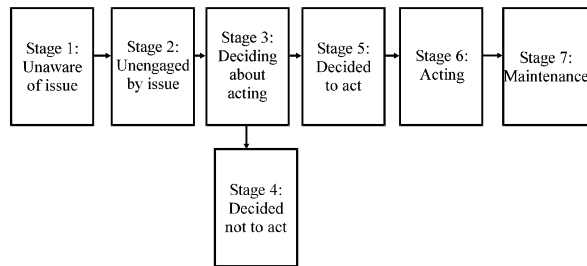 Stage 1:
Unaware
of issue
Stage 2:
Unengaged
by issue
Stage 3:
Deciding
about
acting
Stage 5:
Decided
to act
Stage 6:
Acting
Stage 7:
Maintenance
Stage 4:
Decided
not to act